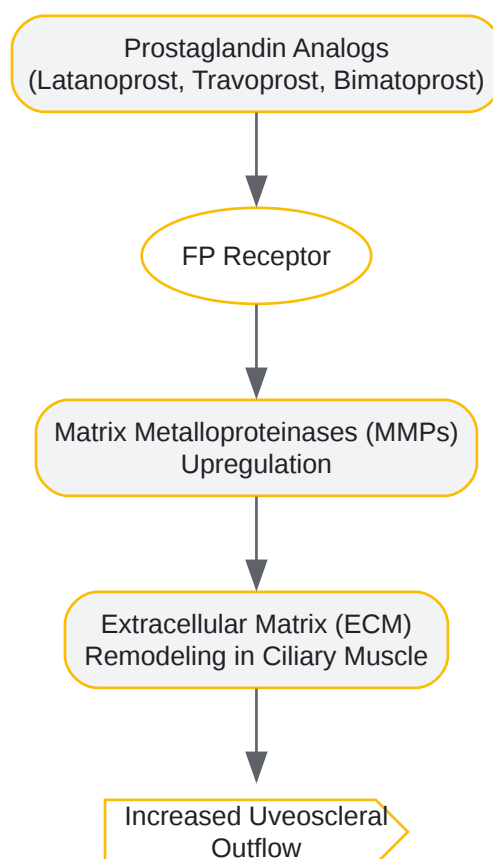 Prostaglandin Analogs
(Latanoprost, Travoprost, Bimatoprost)
FP Receptor
Matrix Metalloproteinases (MMPs)
Upregulation
Extracellular Matrix (ECM)
Remodeling in Ciliary Muscle
Increased Uveoscleral
Outflow